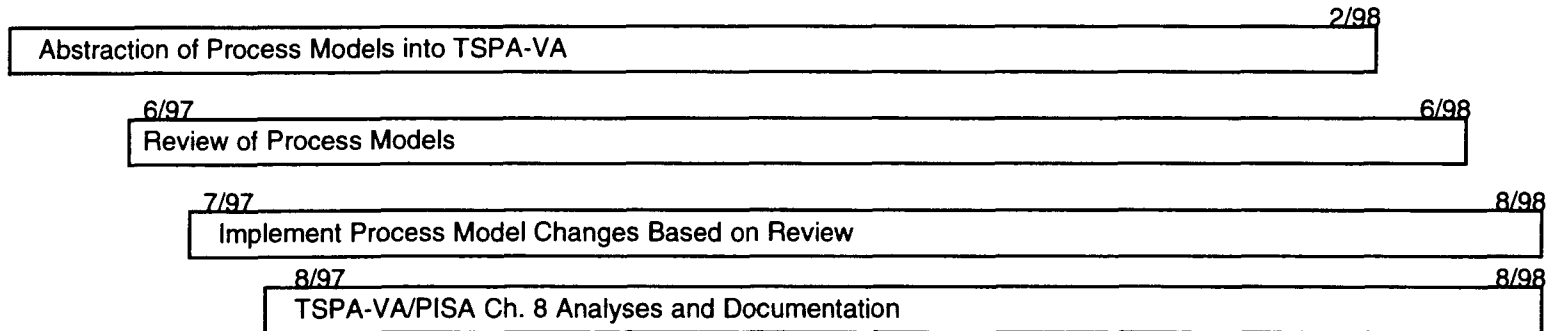 2/98
Abstraction of Process Models into TSPA-VA
6/97 6/98
Review of Process Models
7/97 8/98
Implement Process Model Changes Based on Review
8/97 8/98
TSPA-VA/PISA Ch. 8 Analyses and Documentation